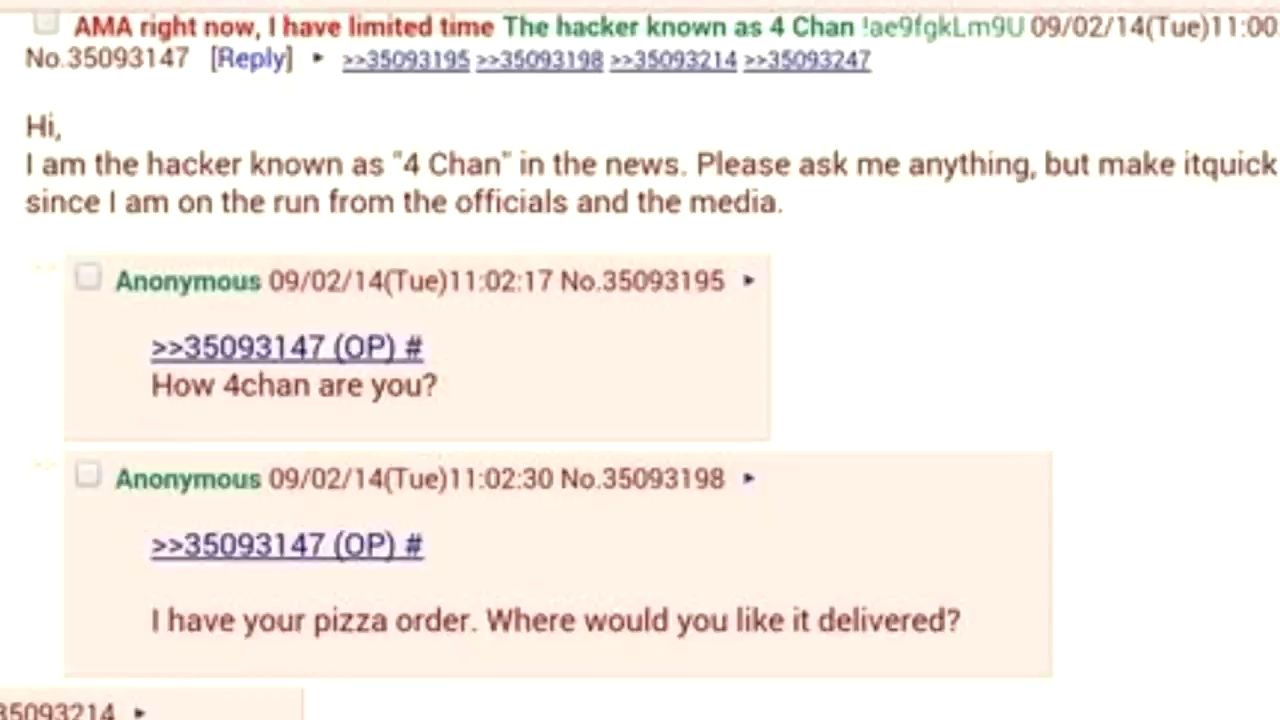 AMA right now, I have limited time The hacker known as 4 Chan !ae9fgkLm9U 09/02/14(Tue)11:00
No.35093147 [Reply] ▸ >>35093195 >>35093198 >>35093214 >>35093247
Hi,
I am the hacker known as "4 Chan" in the news. Please ask me anything, but make itquick
since I am on the run from the officials and the media.
Anonymous 09/02/14(Tue)11:02:17 No.35093195 ▸
>>35093147 (OP) #
How 4chan are you?
Anonymous 09/02/14(Tue)11:02:30 No.35093198 ▸
>>35093147 (OP) #
I have your pizza order. Where would you like it delivered?
35093214 ▸